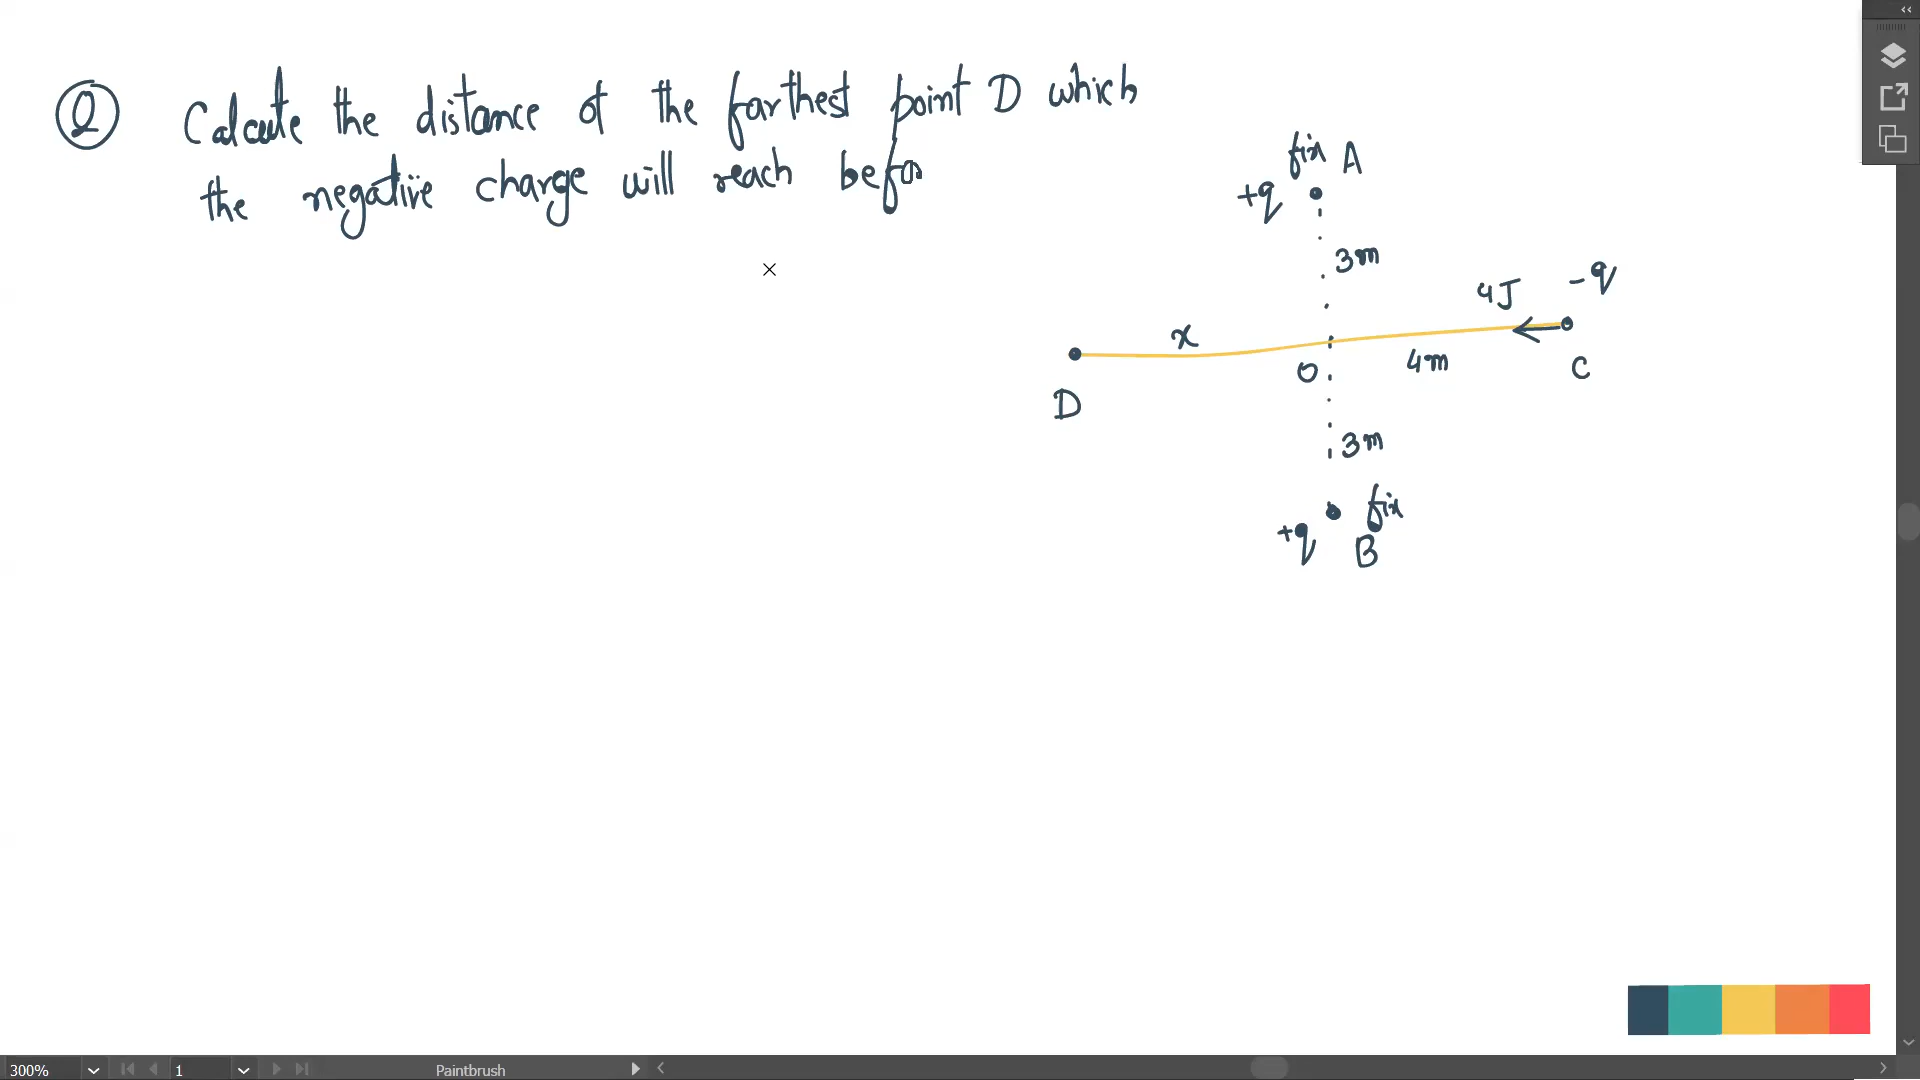 Q Calcute the distance of the farthest point D which
the negative charge will reach befo
fix A
+q
3m
4J -q
x
O 4m C
D
3m
fix
+q B
300% 1 Paintbrush